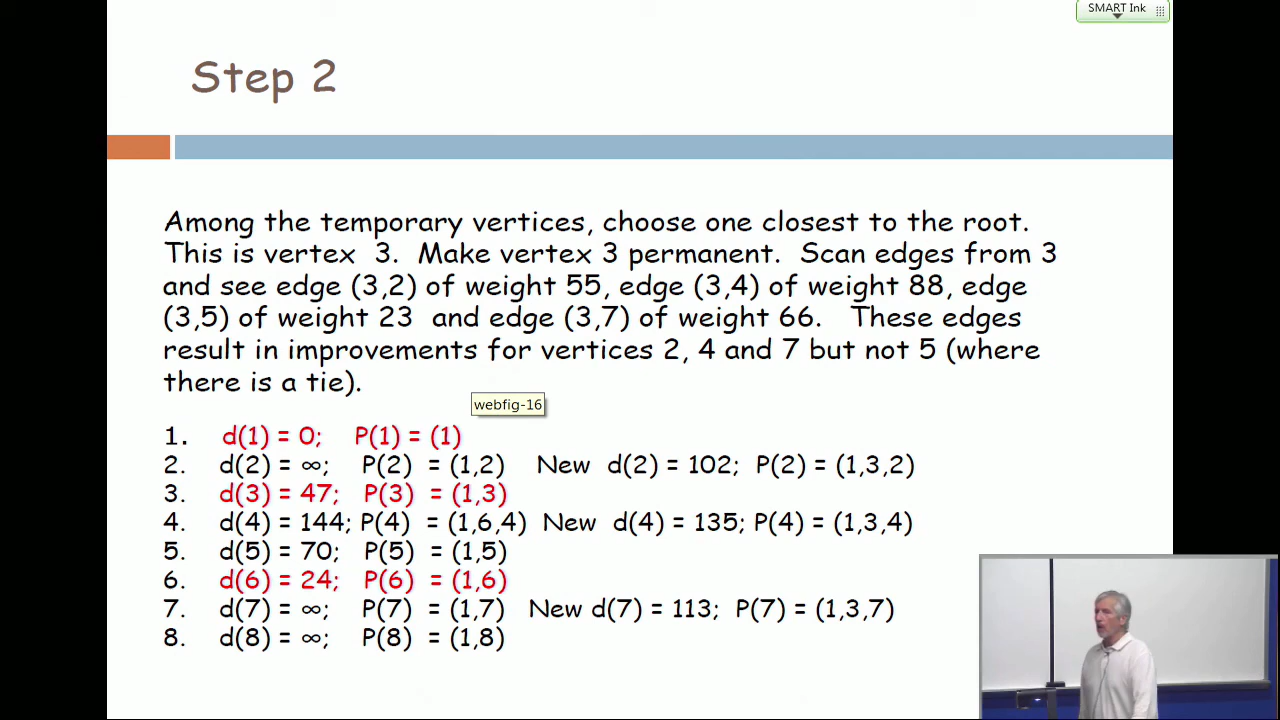 SMART Ink
Step 2
Among the temporary vertices, choose one closest to the root.
This is vertex 3. Make vertex 3 permanent. Scan edges from 3
and see edge (3,2) of weight 55, edge (3,4) of weight 88, edge
(3,5) of weight 23 and edge (3,7) of weight 66. These edges
result in improvements for vertices 2, 4 and 7 but not 5 (where
there is a tie).
webfig-16
1. d(1) = 0; P(1) = (1)
2. d(2) = ∞; P(2) = (1,2) New d(2) = 102; P(2) = (1,3,2)
3. d(3) = 47; P(3) = (1,3)
4. d(4) = 144; P(4) = (1,6,4) New d(4) = 135; P(4) = (1,3,4)
5. d(5) = 70; P(5) = (1,5)
6. d(6) = 24; P(6) = (1,6)
7. d(7) = ∞; P(7) = (1,7) New d(7) = 113; P(7) = (1,3,7)
8. d(8) = ∞; P(8) = (1,8)